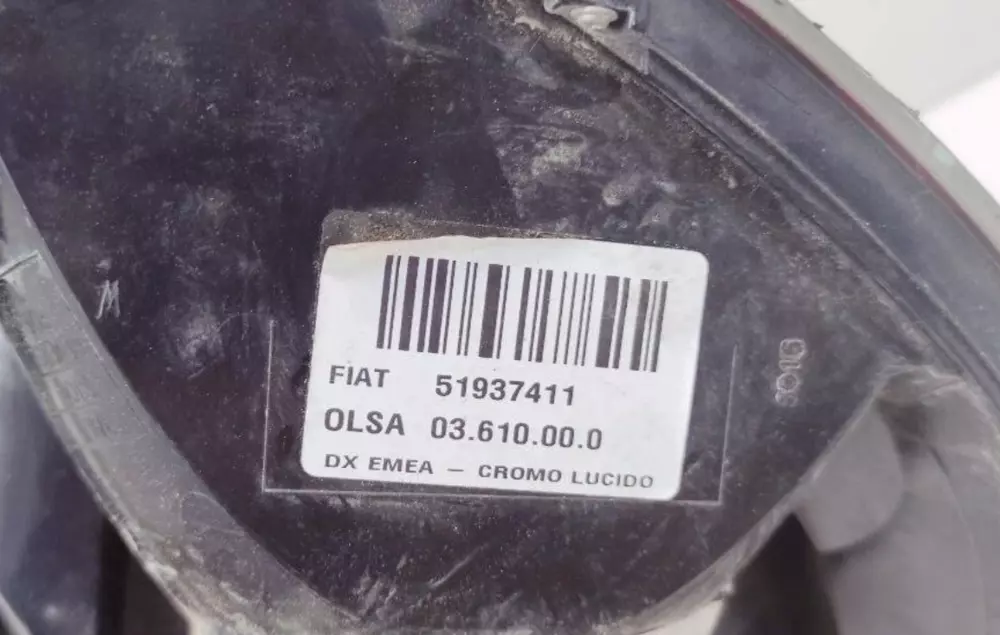 FIAT 51937411
OLSA 03.610.00.0
DX EMEA – CROMO LUCIDO